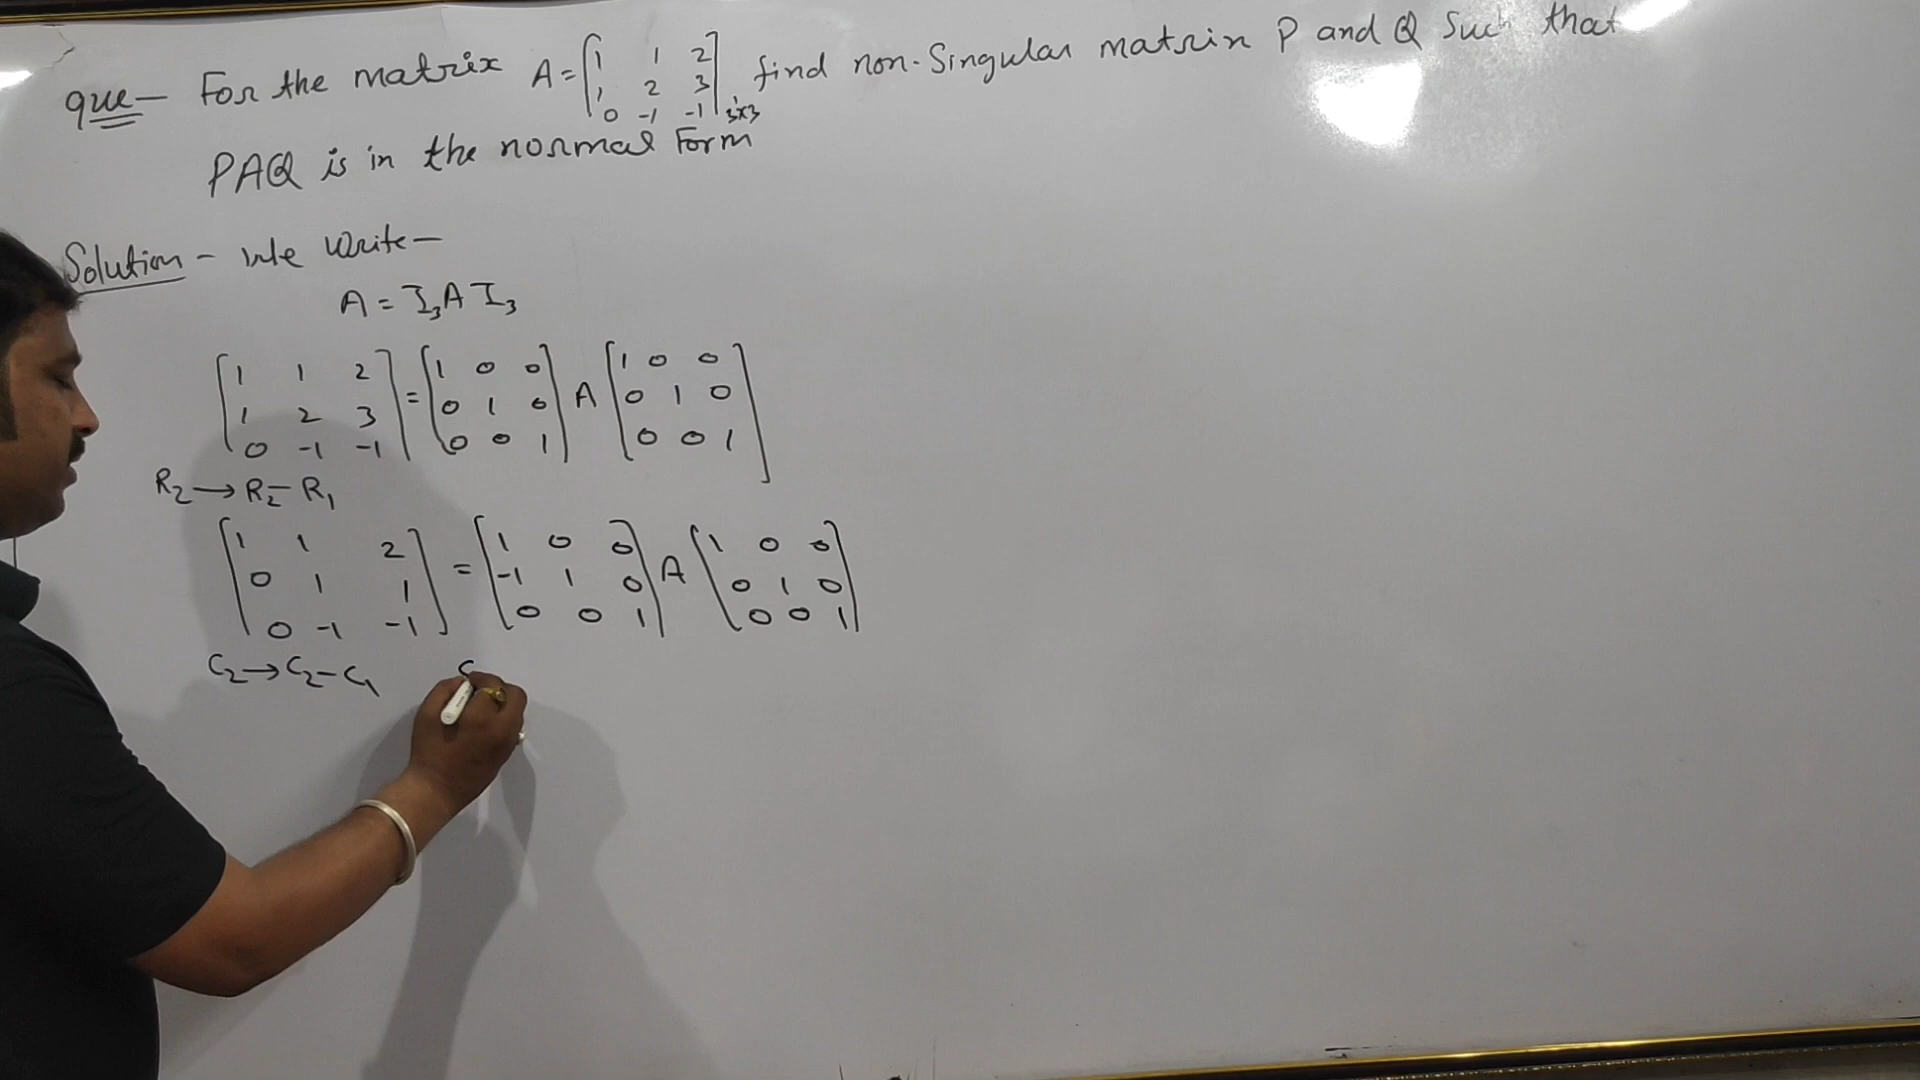 que— For the matrix A=[1 1 2 find non-Singular matrix P and Q Such that
1 2 3
0 -1 -1]3x3
PAQ is in the normal Form
Solution - We Write—
A = I3 A I3
[1 1 2 = [1 0 0 A [1 0 0
1 2 3 0 1 0 0 1 0
0 -1 -1] 0 0 1] 0 0 1]
R2 → R2 - R1
[1 1 2 = [1 0 0 A [1 0 0
0 1 1 -1 1 0 0 1 0
0 -1 -1] 0 0 1] 0 0 1]
C2 → C2 - C1 C